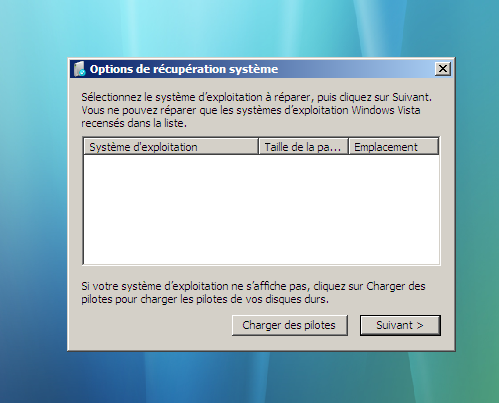 Options de récupération système
Sélectionnez le système d'exploitation à réparer, puis cliquez sur Suivant.
Vous ne pouvez réparer que les systèmes d'exploitation Windows Vista
recensés dans la liste.
Système d'exploitation Taille de la pa... Emplacement
Si votre système d'exploitation ne s'affiche pas, cliquez sur Charger des
pilotes pour charger les pilotes de vos disques durs.
Charger des pilotes Suivant >